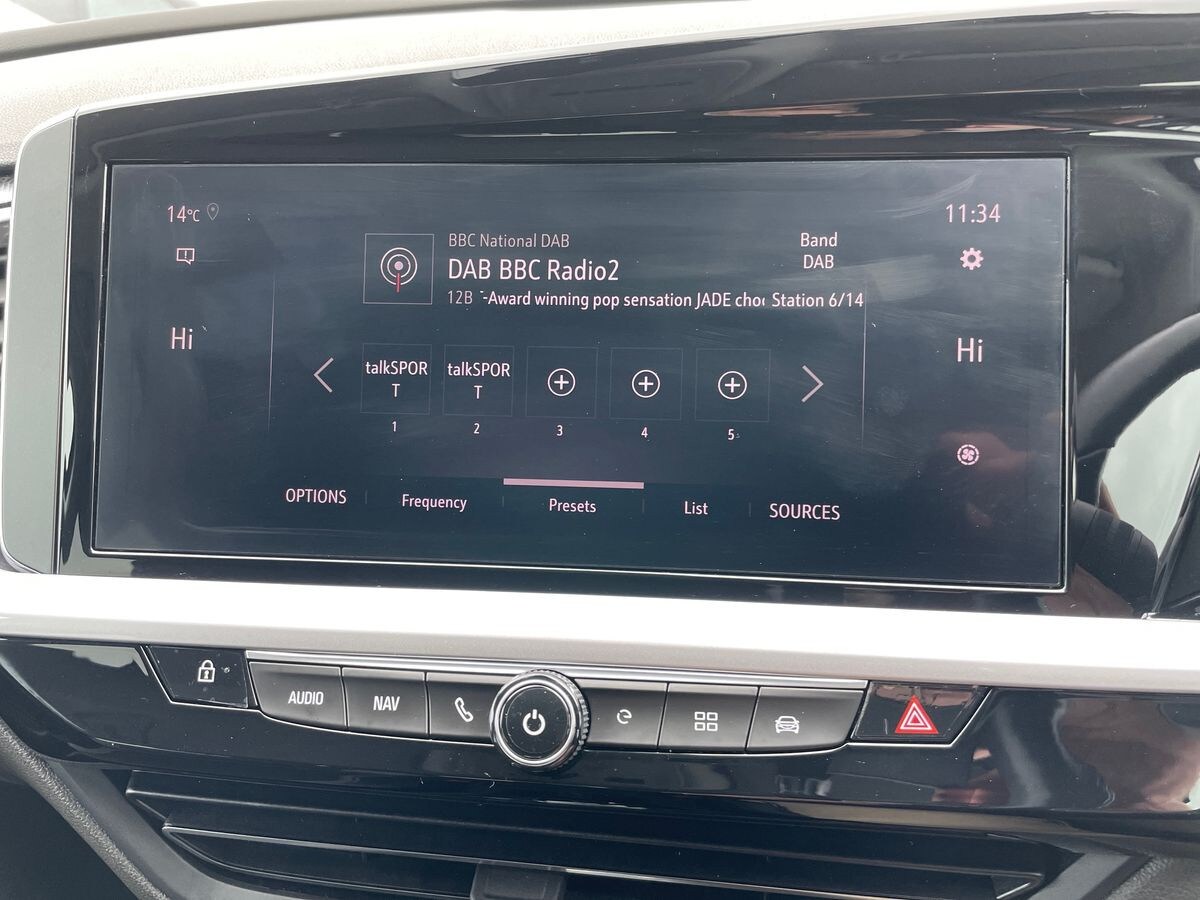 14°C
11:34
BBC National DAB
Band
DAB BBC Radio2
DAB
12B -Award winning pop sensation JADE cho Station 6/14
Hi
Hi
talkSPOR
T
talkSPOR
T
1
2
3
4
5
OPTIONS
Frequency
Presets
List
SOURCES
AUDIO
NAV